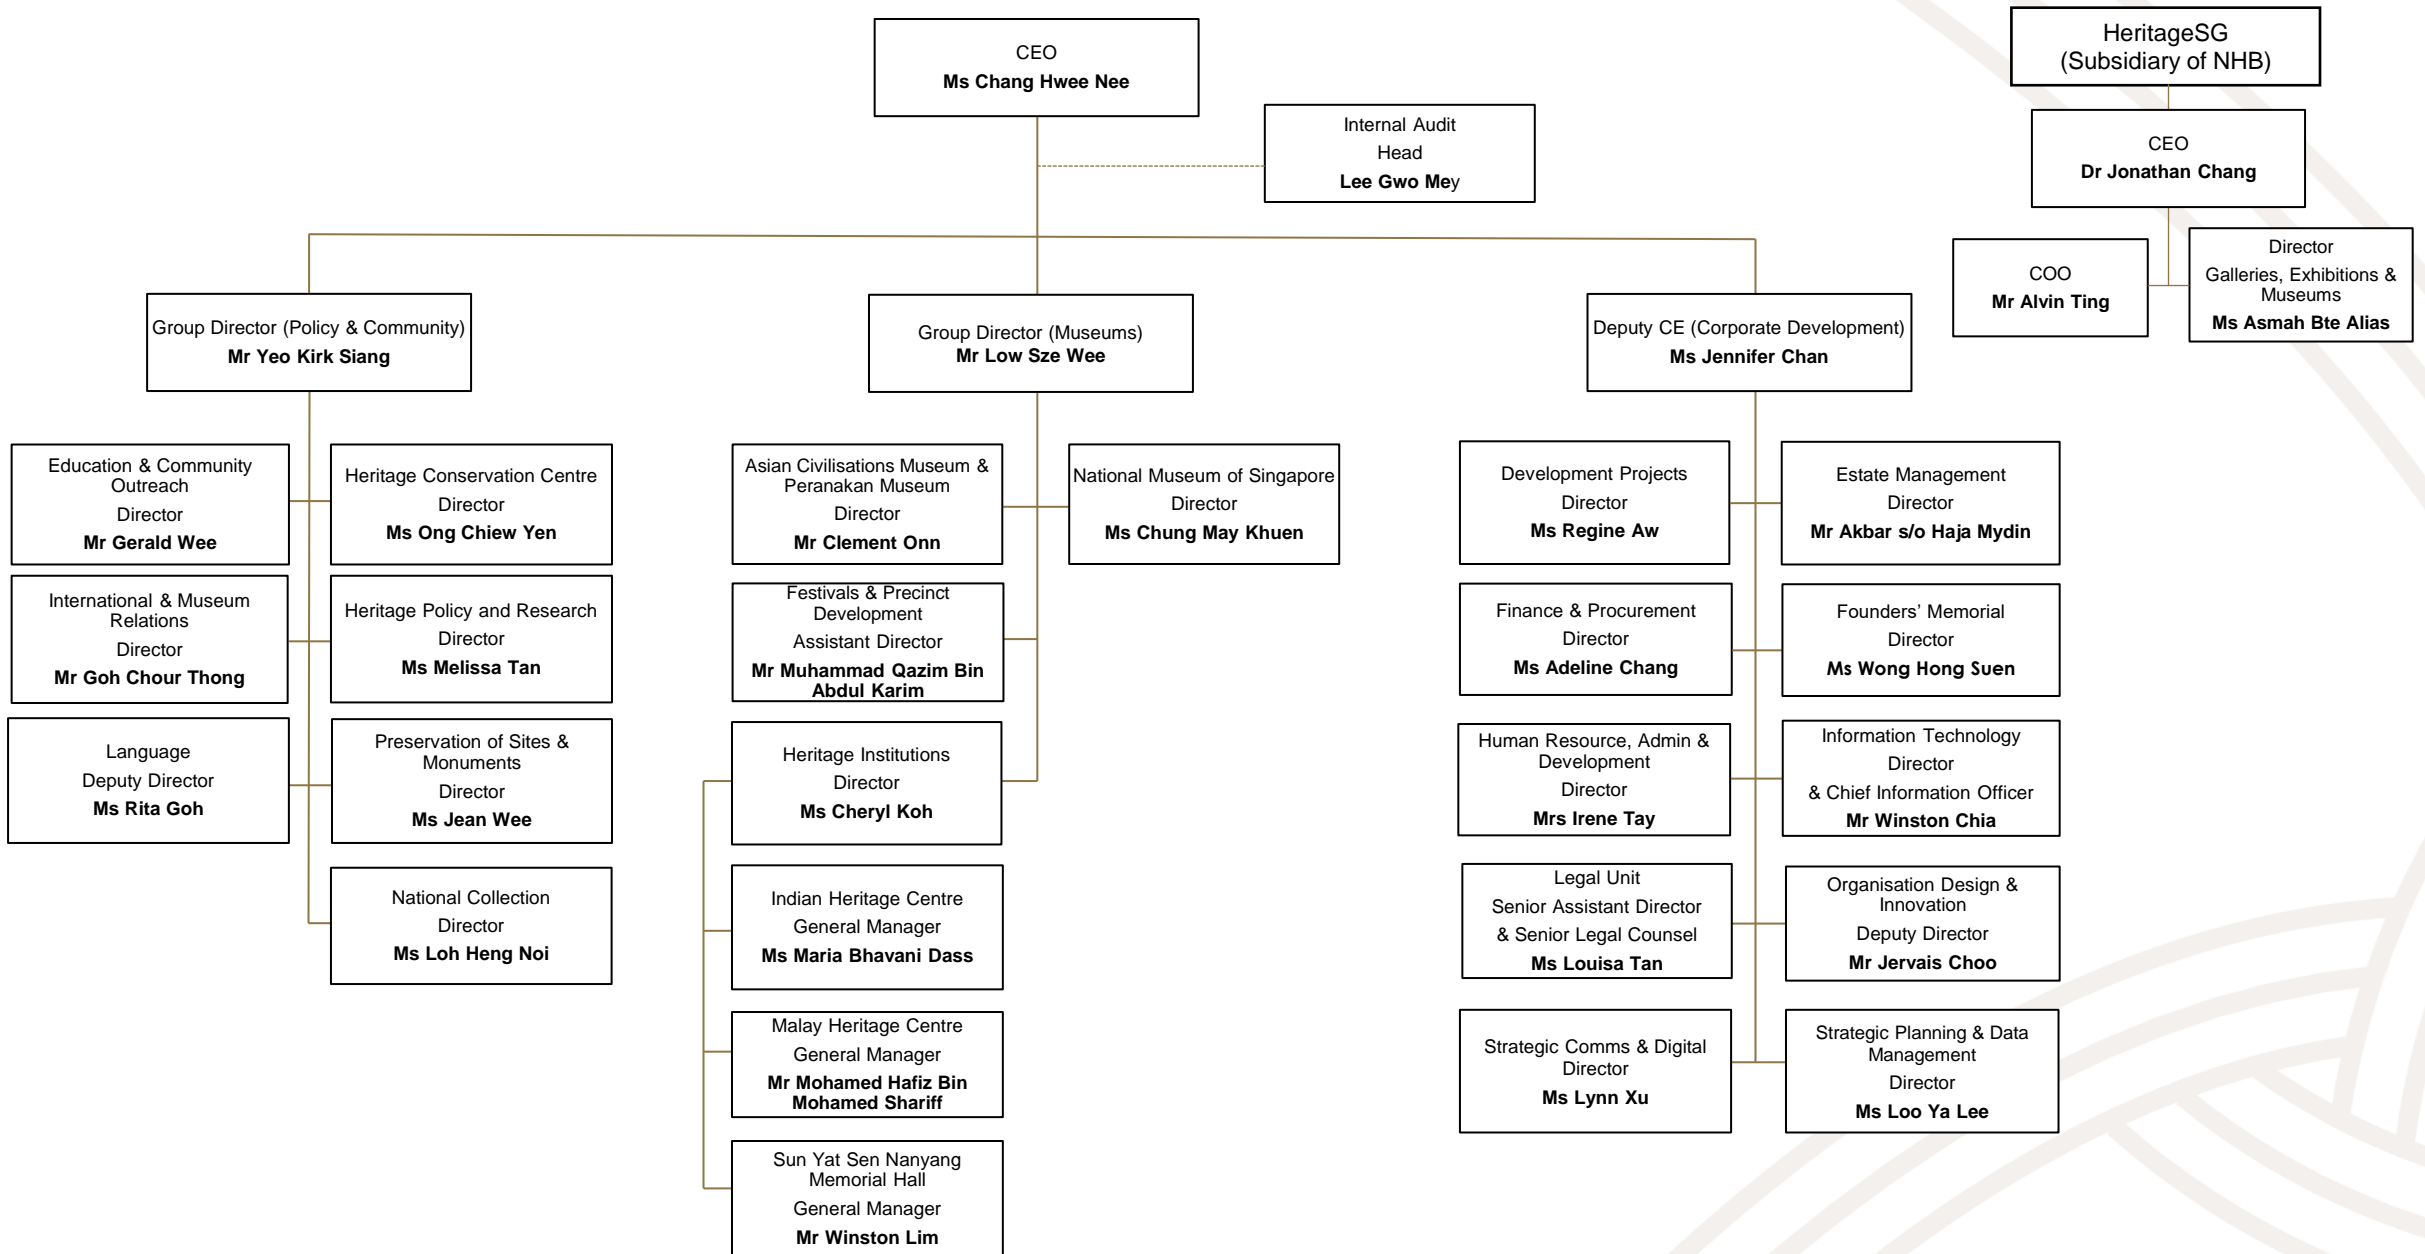 CEO
Ms Chang Hwee Nee
HeritageSG
(Subsidiary of NHB)
Internal Audit
Head
Lee Gwo Mey
CEO
Dr Jonathan Chang
COO
Mr Alvin Ting
Director
Galleries, Exhibitions &
Museums
Ms Asmah Bte Alias
Group Director (Policy & Community)
Mr Yeo Kirk Siang
Group Director (Museums)
Mr Low Sze Wee
Deputy CE (Corporate Development)
Ms Jennifer Chan
Education & Community
Outreach
Director
Mr Gerald Wee
Heritage Conservation Centre
Director
Ms Ong Chiew Yen
International & Museum
Relations
Director
Mr Goh Chour Thong
Heritage Policy and Research
Director
Ms Melissa Tan
Language
Deputy Director
Ms Rita Goh
Preservation of Sites &
Monuments
Director
Ms Jean Wee
National Collection
Director
Ms Loh Heng Noi
Asian Civilisations Museum &
Peranakan Museum
Director
Mr Clement Onn
National Museum of Singapore
Director
Ms Chung May Khuen
Festivals & Precinct
Development
Assistant Director
Mr Muhammad Qazim Bin
Abdul Karim
Heritage Institutions
Director
Ms Cheryl Koh
Indian Heritage Centre
General Manager
Ms Maria Bhavani Dass
Malay Heritage Centre
General Manager
Mr Mohamed Hafiz Bin
Mohamed Shariff
Sun Yat Sen Nanyang
Memorial Hall
General Manager
Mr Winston Lim
Development Projects
Director
Ms Regine Aw
Estate Management
Director
Mr Akbar s/o Haja Mydin
Finance & Procurement
Director
Ms Adeline Chang
Founders’ Memorial
Director
Ms Wong Hong Suen
Human Resource, Admin &
Development
Director
Mrs Irene Tay
Information Technology
Director
& Chief Information Officer
Mr Winston Chia
Legal Unit
Senior Assistant Director
& Senior Legal Counsel
Ms Louisa Tan
Organisation Design &
Innovation
Deputy Director
Mr Jervais Choo
Strategic Comms & Digital
Director
Ms Lynn Xu
Strategic Planning & Data
Management
Director
Ms Loo Ya Lee